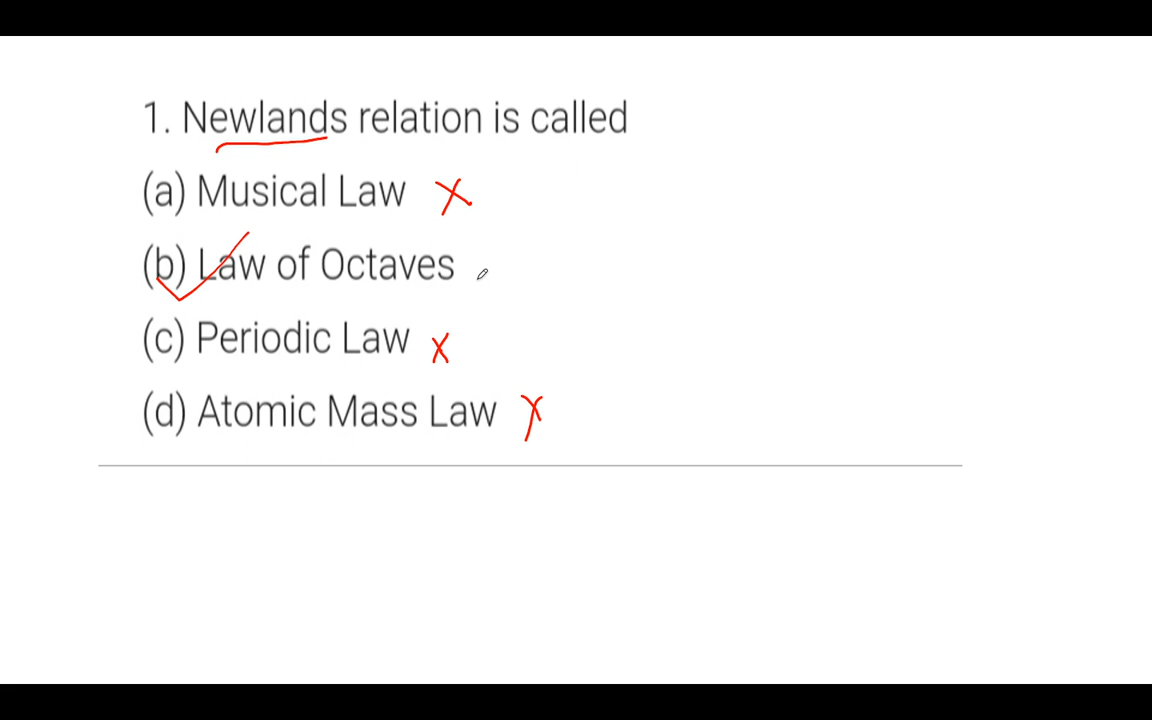 1. Newlands relation is called
(a) Musical Law
(b) Law of Octaves
(c) Periodic Law
(d) Atomic Mass Law